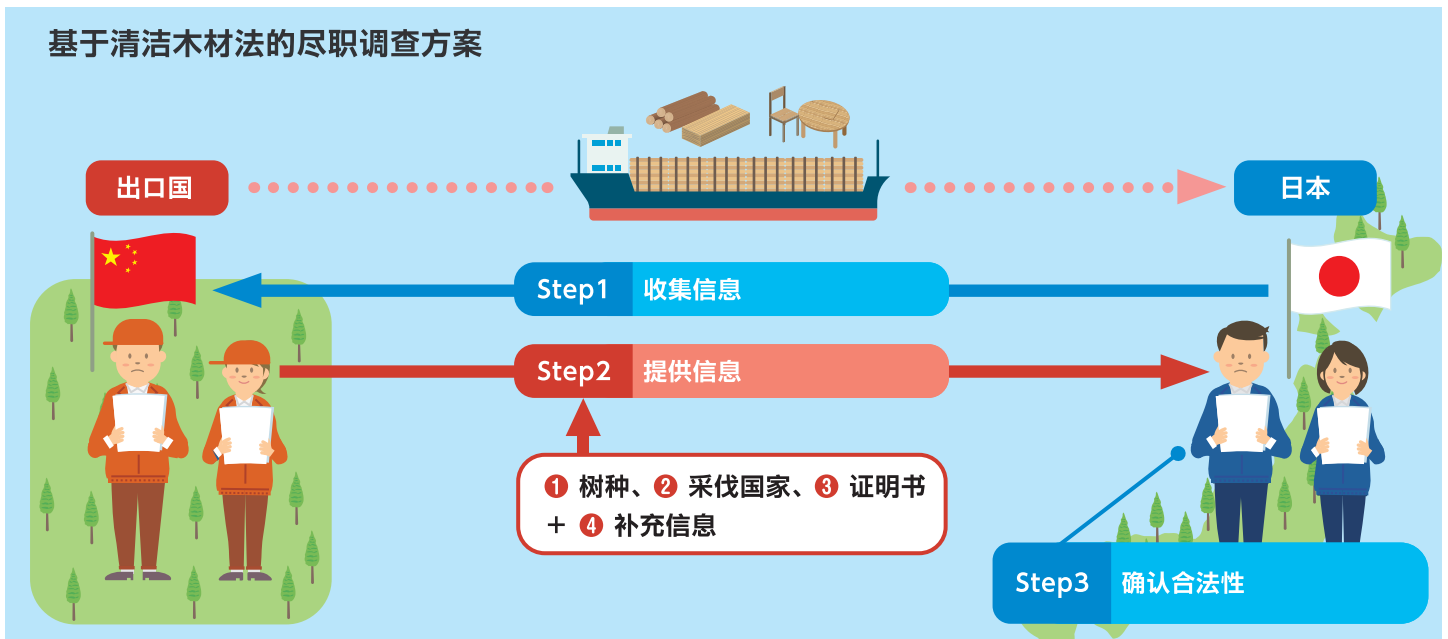 基于清洁木材法的尽职调查方案
出口国
日本
Step1 收集信息
Step2 提供信息
❶ 树种、❷ 采伐国家、❸ 证明书
+ ❹ 补充信息
Step3 确认合法性